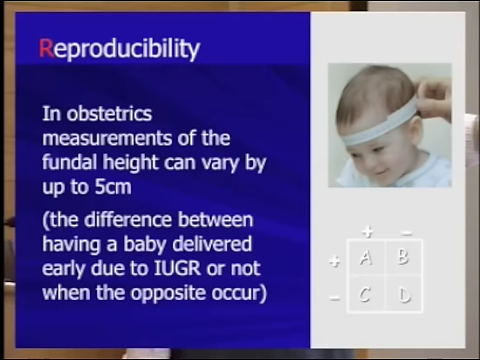 Reproducibility
In obstetrics
measurements of the
fundal height can vary by
up to 5cm
(the difference between
having a baby delivered
early due to IUGR or not
when the opposite occur)
+ −
+ A B
− C D